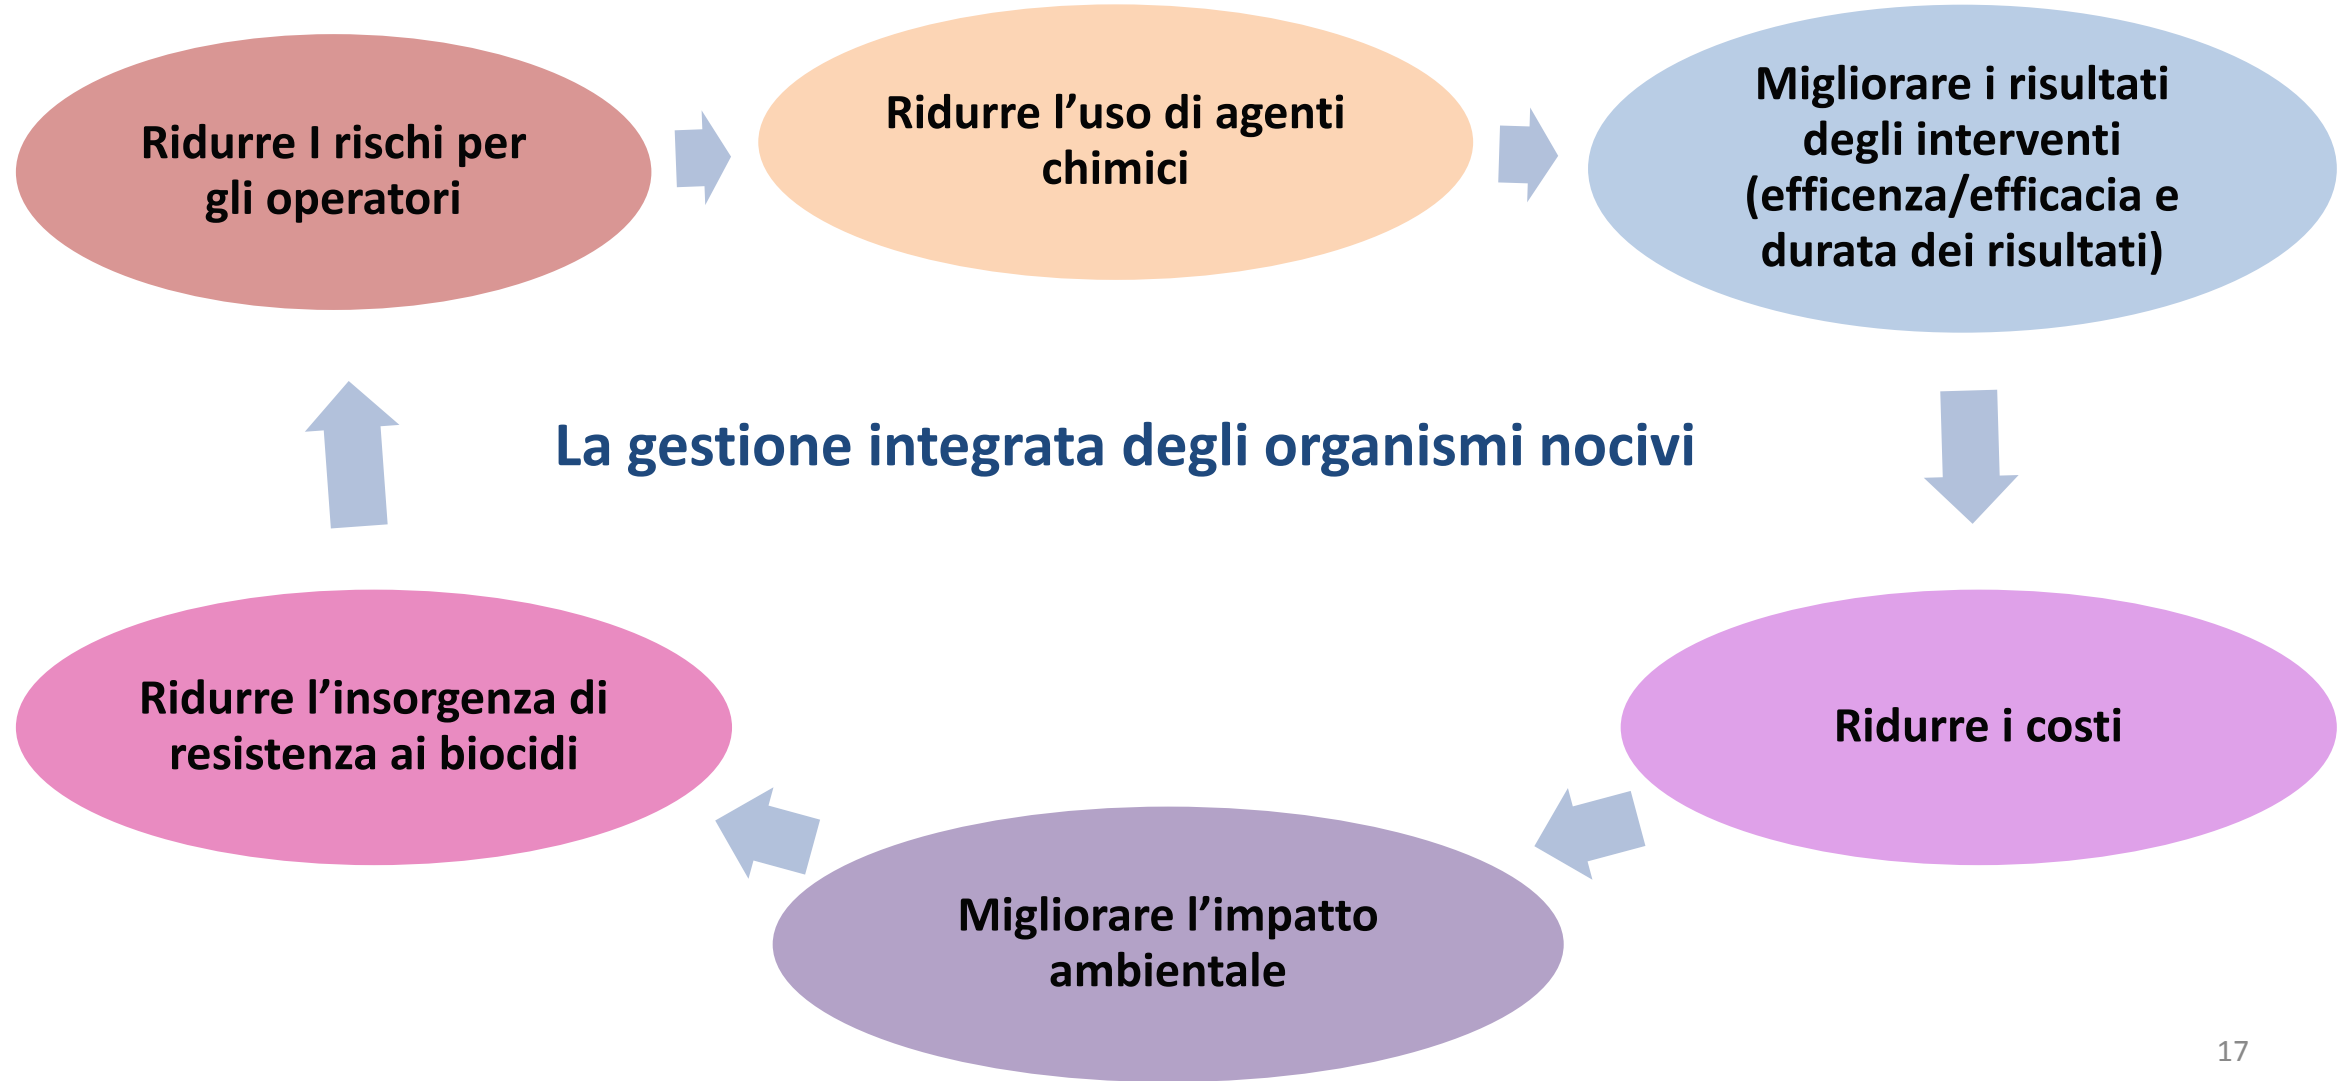 Ridurre I rischi per
gli operatori
Ridurre l’uso di agenti
chimici
Migliorare i risultati
degli interventi
(efficenza/efficacia e
durata dei risultati)
La gestione integrata degli organismi nocivi
Ridurre l’insorgenza di
resistenza ai biocidi
Ridurre i costi
Migliorare l’impatto
ambientale
17